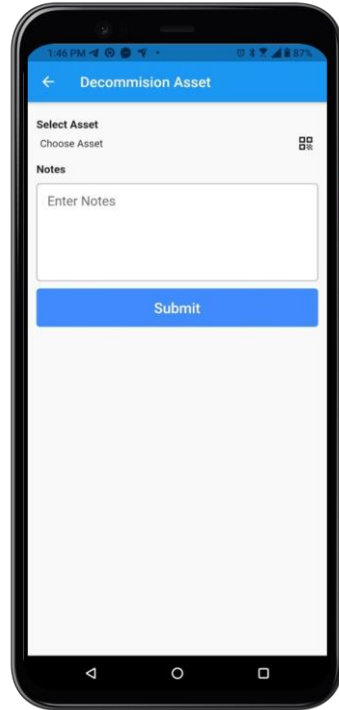 1:46 PM 87%
Decommision Asset
Select Asset
Choose Asset
Notes
Enter Notes
Submit